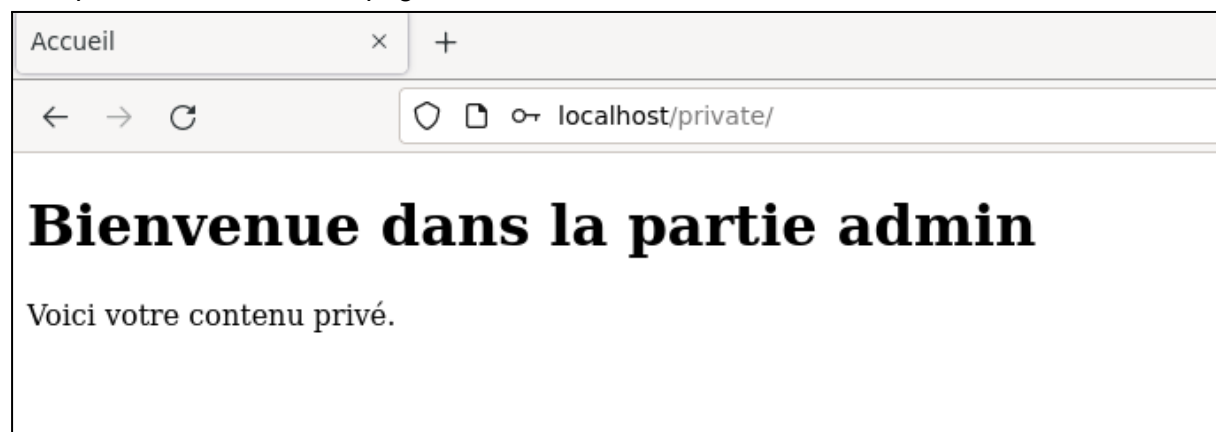 Accueil
localhost/private/
Bienvenue dans la partie admin
Voici votre contenu privé.